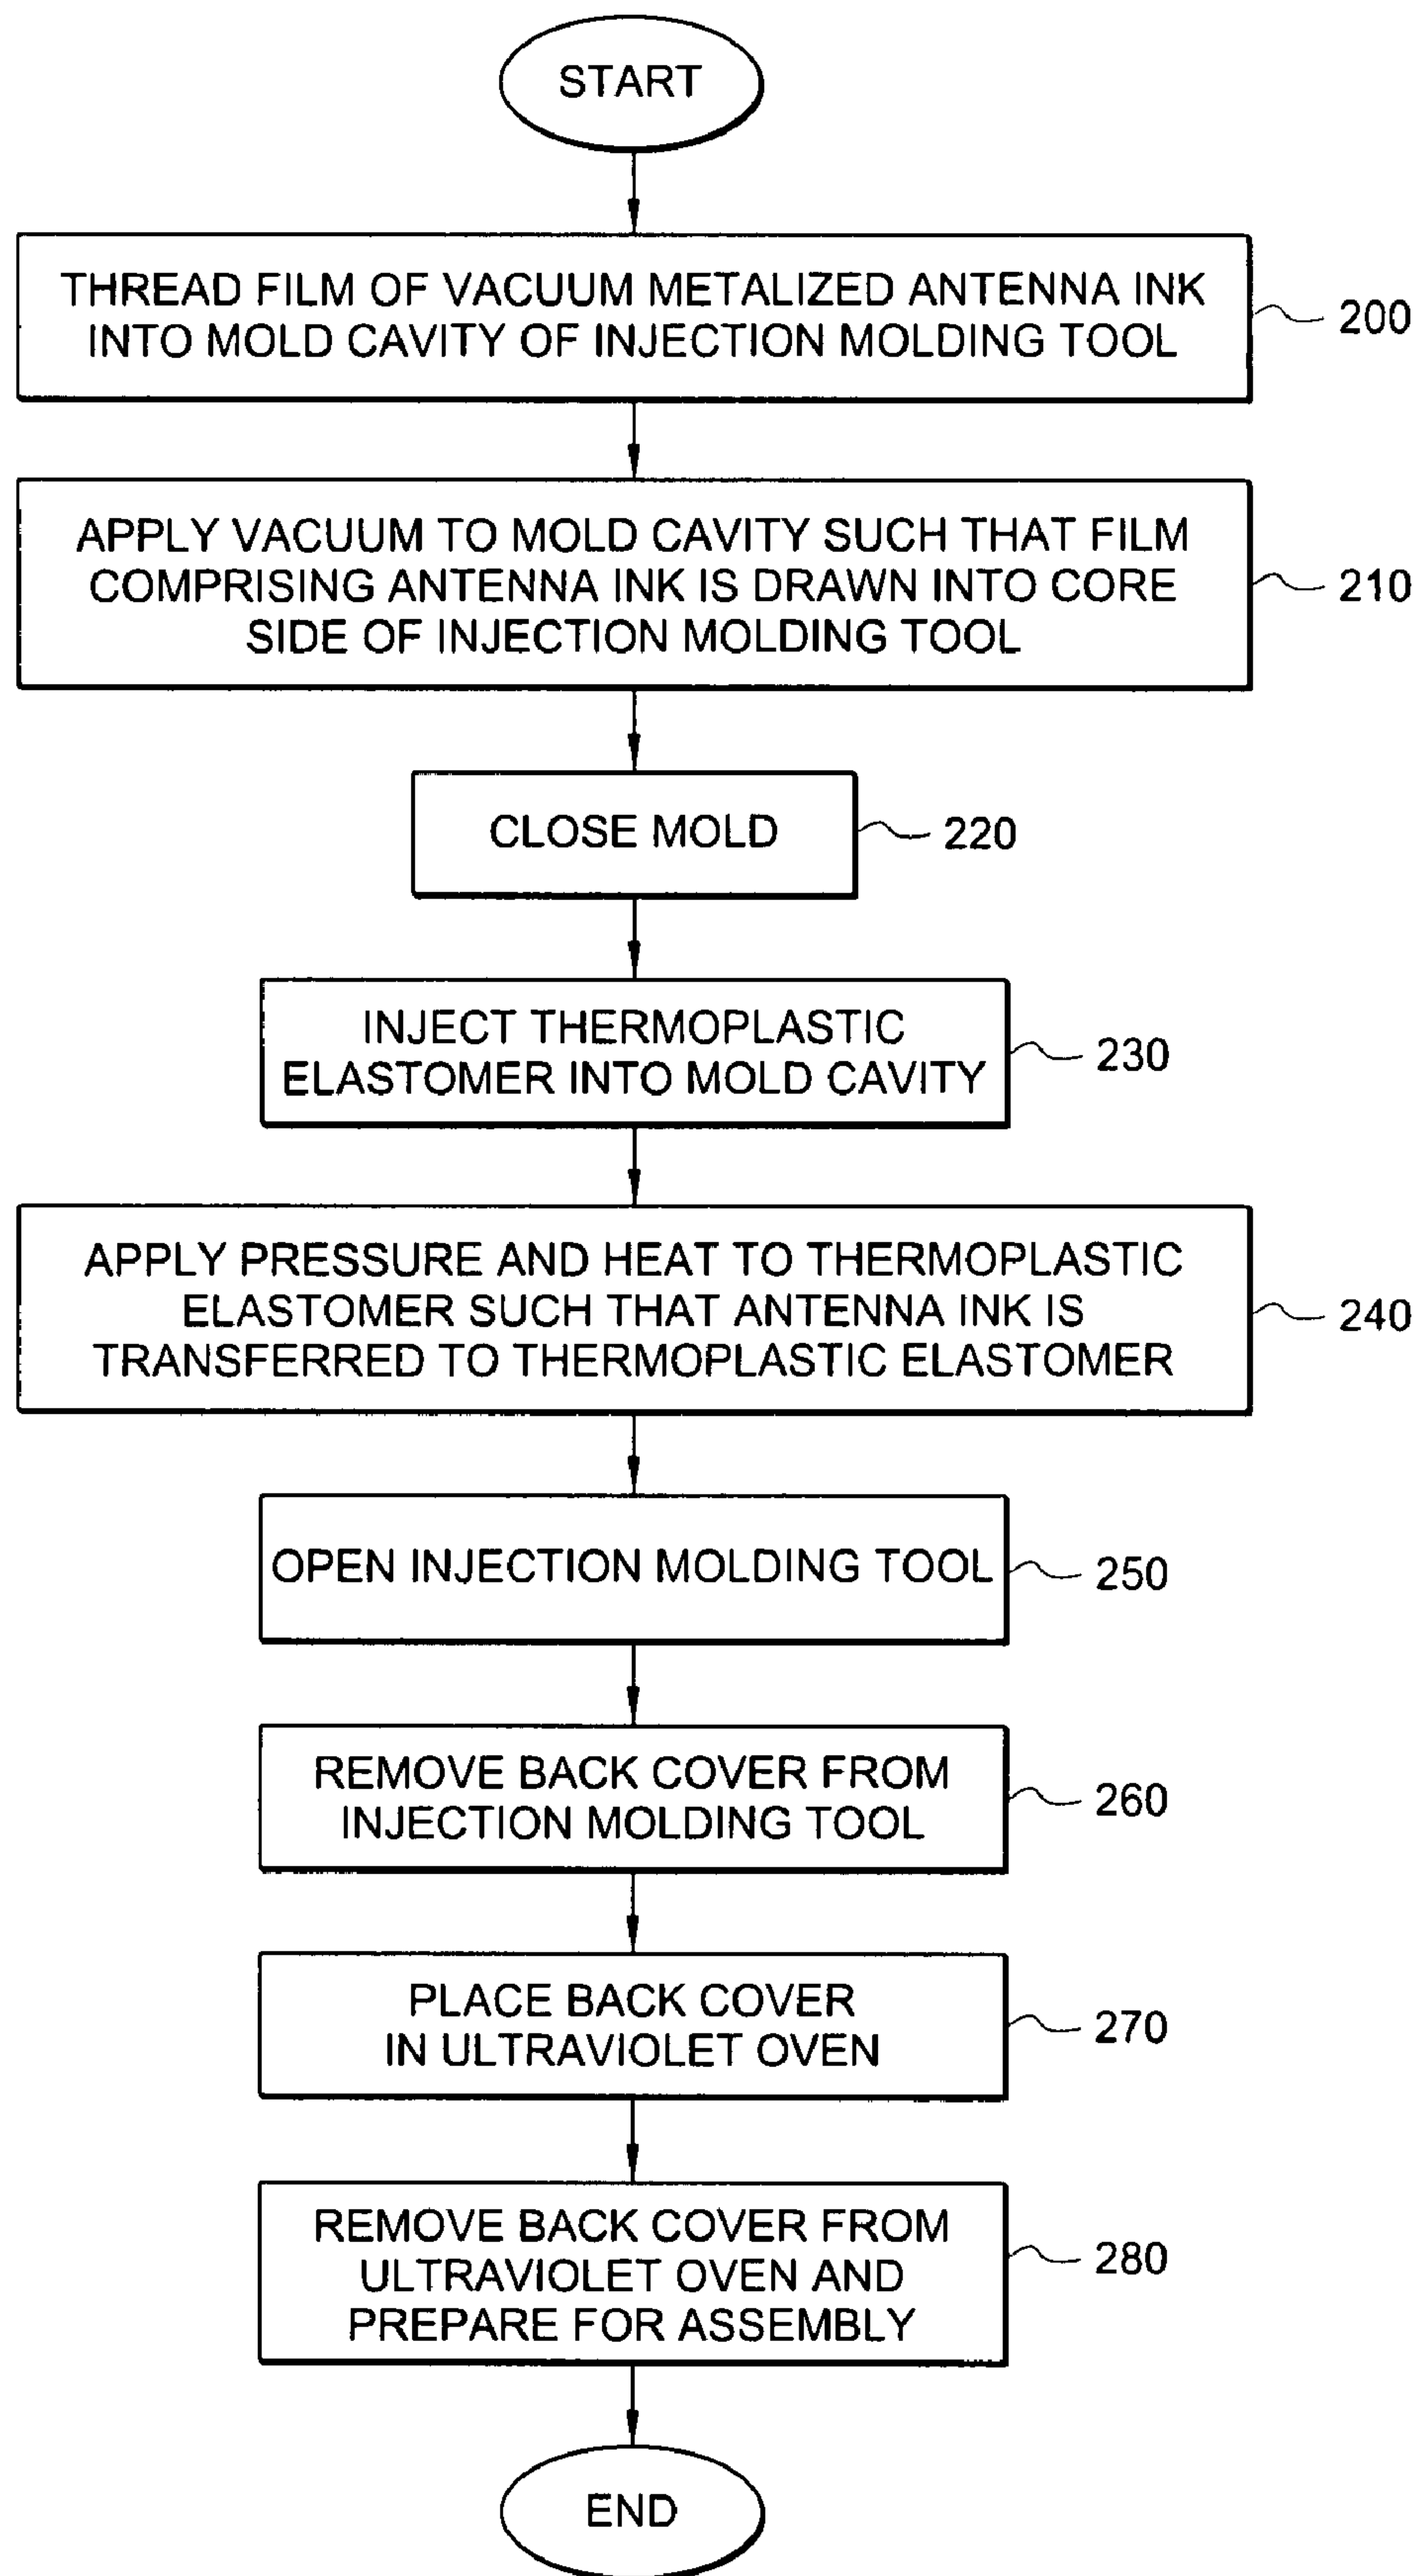 START
THREAD FILM OF VACUUM METALIZED ANTENNA INK
INTO MOLD CAVITY OF INJECTION MOLDING TOOL
200
APPLY VACUUM TO MOLD CAVITY SUCH THAT FILM
COMPRISING ANTENNA INK IS DRAWN INTO CORE
SIDE OF INJECTION MOLDING TOOL
210
CLOSE MOLD
220
INJECT THERMOPLASTIC
ELASTOMER INTO MOLD CAVITY
230
APPLY PRESSURE AND HEAT TO THERMOPLASTIC
ELASTOMER SUCH THAT ANTENNA INK IS
TRANSFERRED TO THERMOPLASTIC ELASTOMER
240
OPEN INJECTION MOLDING TOOL
250
REMOVE BACK COVER FROM
INJECTION MOLDING TOOL
260
PLACE BACK COVER
IN ULTRAVIOLET OVEN
270
REMOVE BACK COVER FROM
ULTRAVIOLET OVEN AND
PREPARE FOR ASSEMBLY
280
END